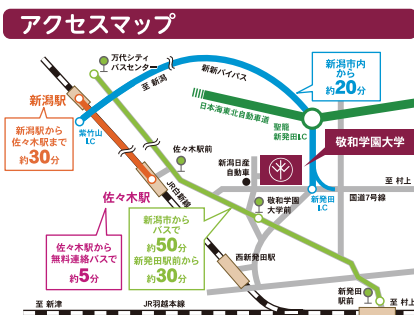 アクセスマップ
万代シティ
バスセンター
至 新潟
新新バイパス
新潟市内
から
約20分
新潟駅
紫竹山
I.C
日本海東北自動車道
聖籠
新発田I.C
敬和学園大学
新潟駅から
佐々木駅まで
約30分
佐々木駅前
新潟日産
自動車
至 村上
国道7号線
新発田
I.C
佐々木駅
JR白新線
敬和学園
大学前
新潟市から
バスで
約50分
新発田駅前から
約30分
佐々木駅から
無料連絡バスで
約5分
西新発田駅
新発田
駅前
至 新津
JR羽越本線
至 村上